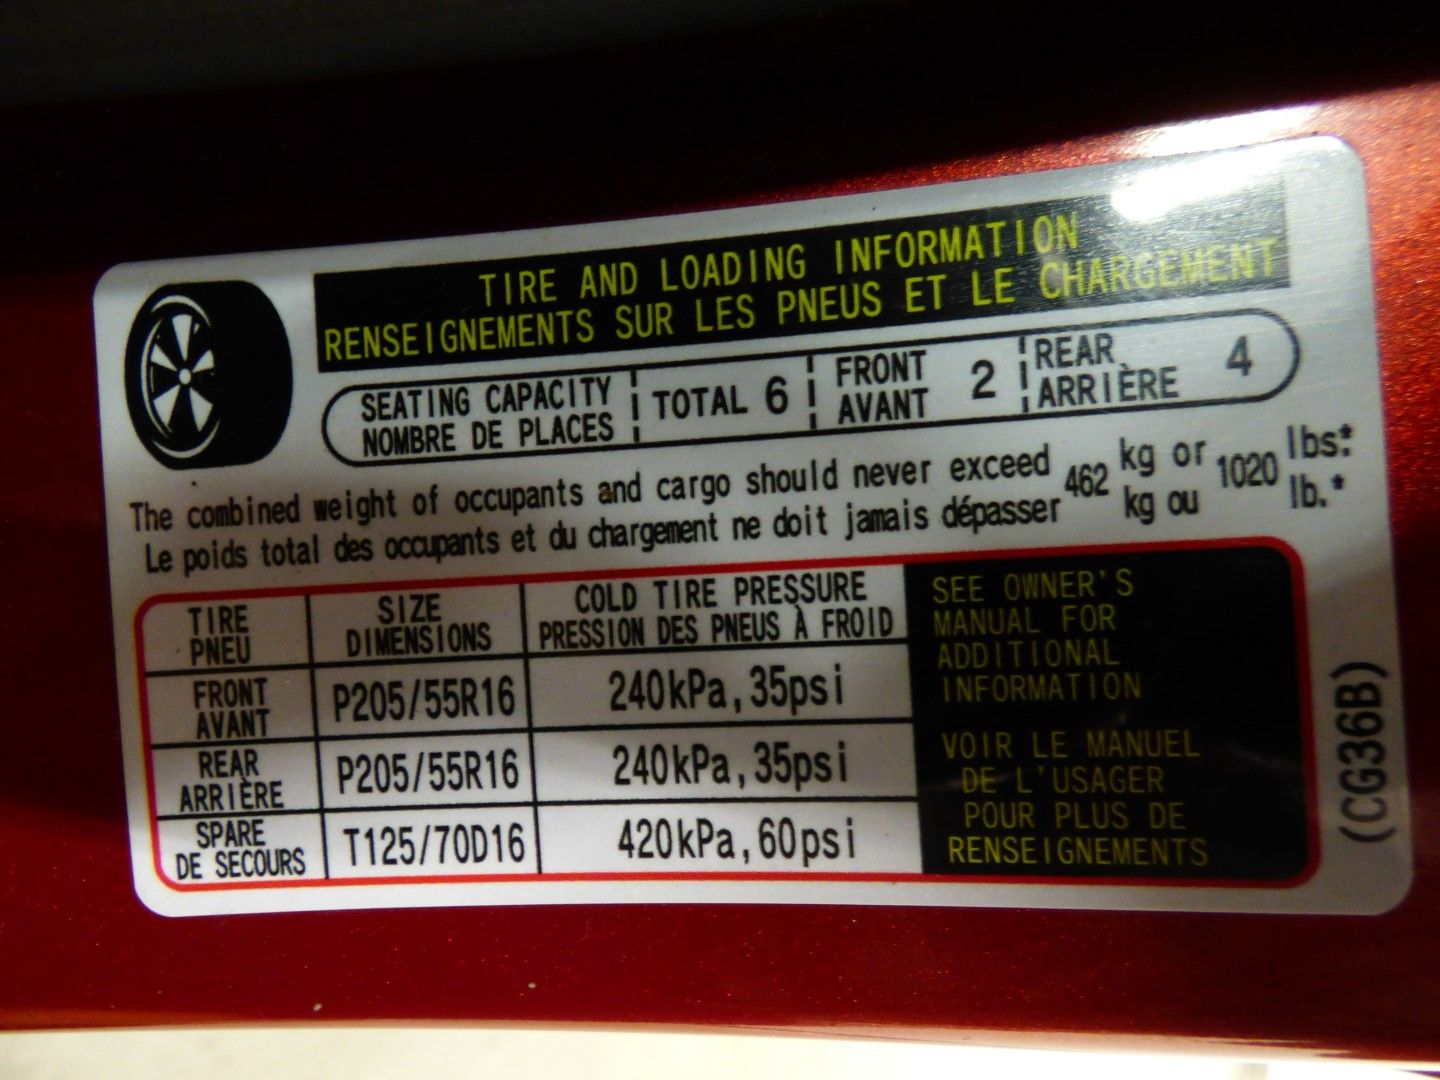 TIRE AND LOADING INFORMATION
RENSEIGNEMENTS SUR LES PNEUS ET LE CHARGEMENT
SEATING CAPACITY
NOMBRE DE PLACES
TOTAL 6
FRONT
AVANT
2
REAR
ARRIÈRE
4
The combined weight of occupants and cargo should never exceed 462 kg or 1020 lbs.*
Le poids total des occupants et du chargement ne doit jamais dépasser kg ou lb.*
TIRE
PNEU
SIZE
DIMENSIONS
COLD TIRE PRESSURE
PRESSION DES PNEUS À FROID
FRONT
AVANT
P205/55R16
240kPa,35psi
REAR
ARRIÈRE
P205/55R16
240kPa,35psi
SPARE
DE SECOURS
T125/70D16
420kPa,60psi
SEE OWNER'S
MANUAL FOR
ADDITIONAL
INFORMATION
VOIR LE MANUEL
DE L'USAGER
POUR PLUS DE
RENSEIGNEMENTS
(CG36B)